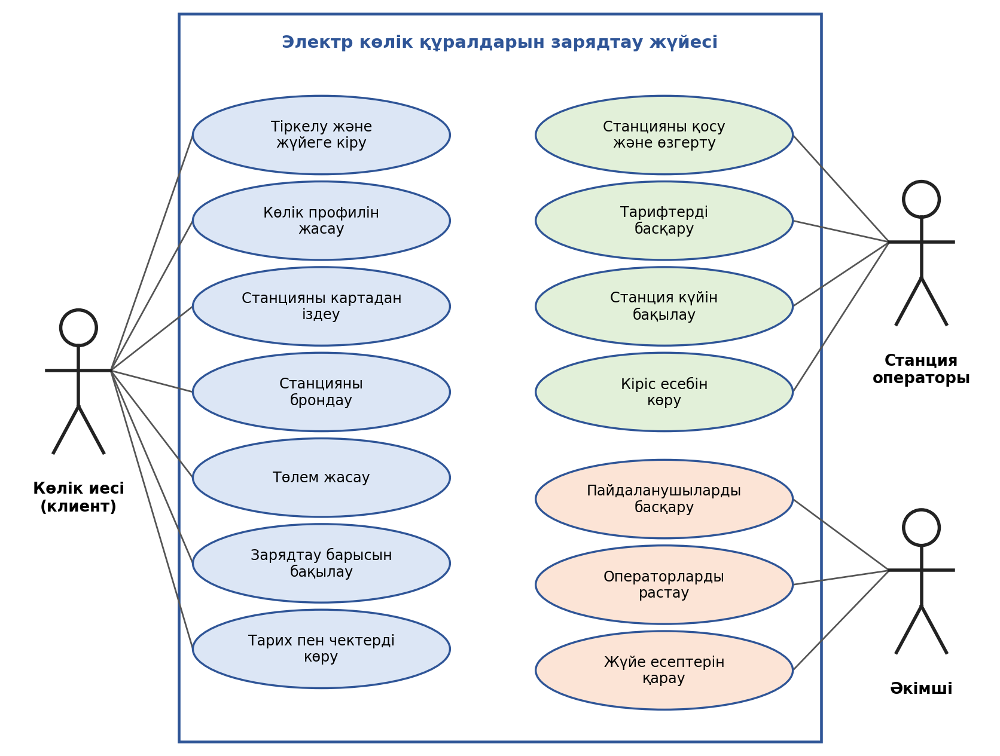 Электр көлік құралдарын зарядтау жүйесі
Тіркелу және
жүйеге кіру
Көлік профилін
жасау
Станцияны картадан
іздеу
Станцияны
брондау
Төлем жасау
Зарядтау барысын
бақылау
Тарих пен чектерді
көру
Станцияны қосу
және өзгерту
Тарифтерді
басқару
Станция күйін
бақылау
Кіріс есебін
көру
Пайдаланушыларды
басқару
Операторларды
растау
Жүйе есептерін
қарау
Көлік иесі
(клиент)
Станция
операторы
Әкімші